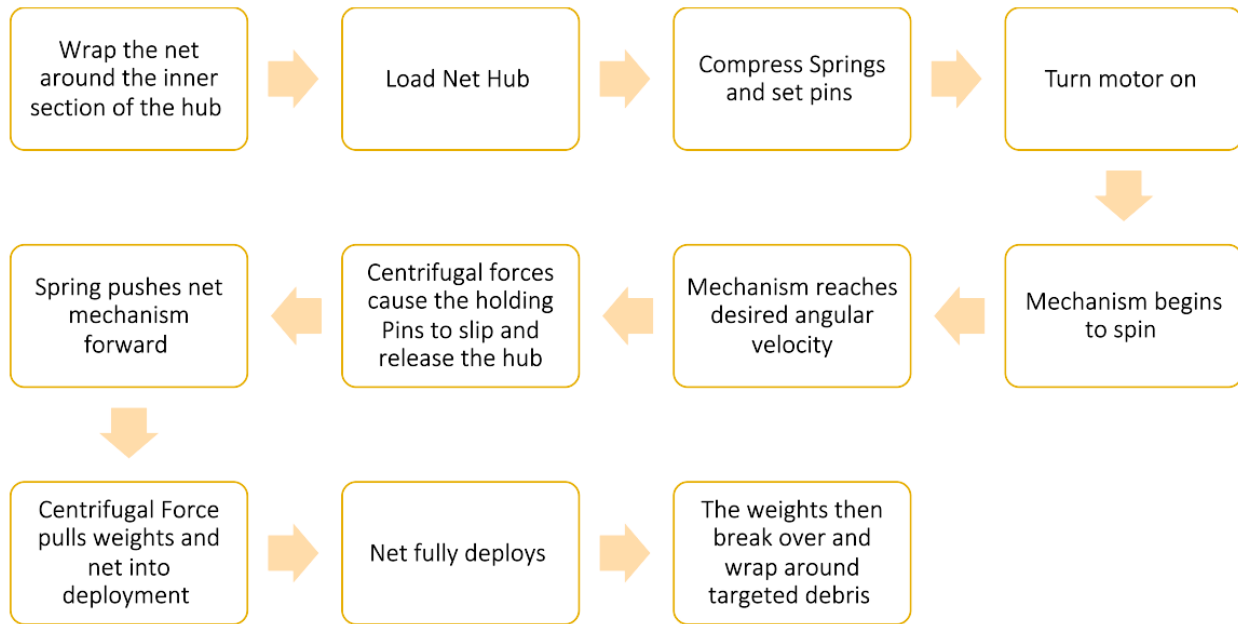 Wrap the net
around the inner
section of the hub
Load Net Hub
Compress Springs
and set pins
Turn motor on
Mechanism begins
to spin
Mechanism reaches
desired angular
velocity
Centrifugal forces
cause the holding
Pins to slip and
release the hub
Spring pushes net
mechanism
forward
Centrifugal Force
pulls weights and
net into
deployment
Net fully deploys
The weights then
break over and
wrap around
targeted debris